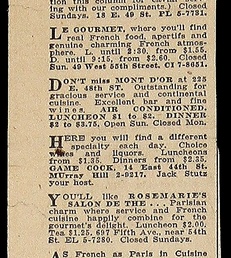 tion this column for
ing with our compliments.. Closed
Sundays. 18 E. 49 St. PL 5-7731.
LE GOURMET, where you'll find
real French food, aperitifs and
genuine charming French atmos-
phere. L. until 2:30, from $1.55.
D. until 9:15, from $2.60. Closed
Sun. 49 West 55th Street. CI 7-5651.
DON'T miss MONT D'OR at 225
E. 48th ST. Outstanding for
gracious service and continental
cuisine. Excellent bar and fine
wines. AIR CONDITIONED.
LUNCHEON $1 to $2. DINNER
$2 to $3.75. Open Sun. Closed Mon.
HERE you will find a different
specialty each day. Choice
and liquors. Luncheons
from $1.35. Dinners from $2.35.
GAME COCK, 14 East 44th St.
MUrray Hill 2-9217. Jack Stutz
your host.
YOU'LL like ROSEMARIE'S
SALON DE THE . . . Parisian
charm where service and French
cuisine happily combine for the
gourmet's delight. Luncheon $2.00,
Tea $1.25, 697 Fifth Ave., near 54th
St. EL 5-7280. Closed Sundays.
AS French as Paris in Cuisine